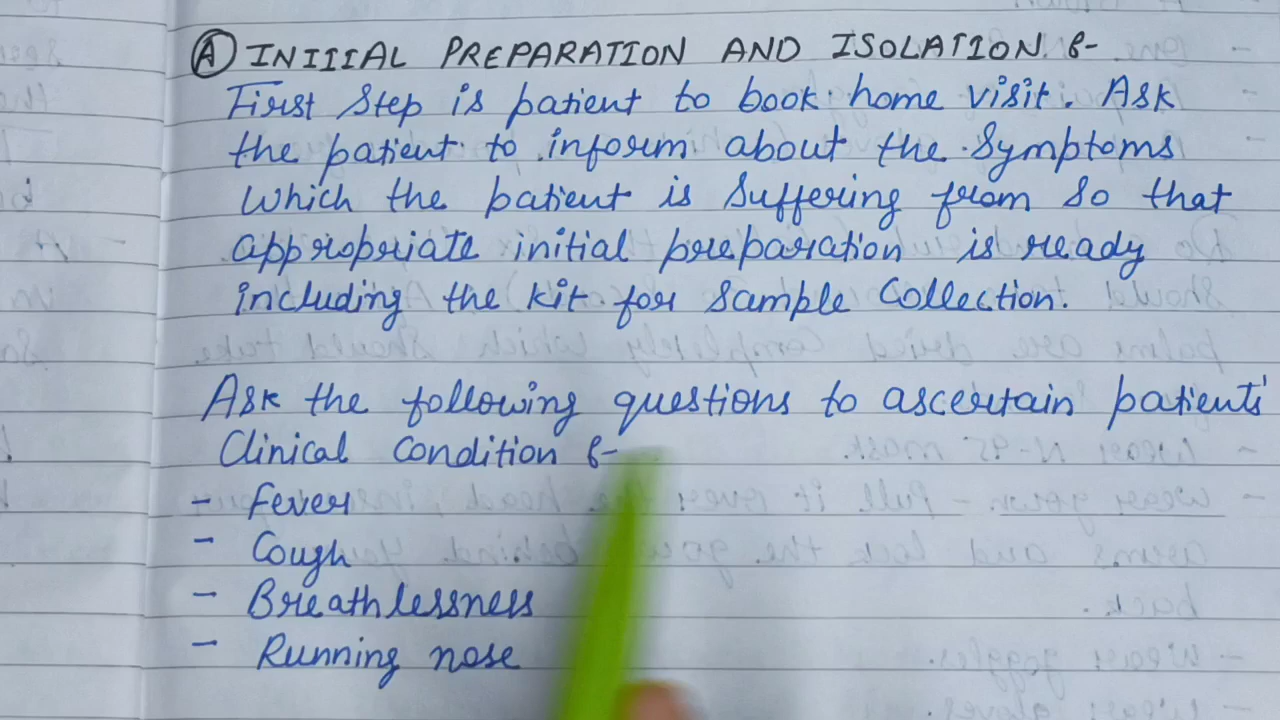 Ⓐ INITIAL PREPARATION AND ISOLATION :-
First Step is patient to book home visit. Ask
the patient to inform about the Symptoms
Which the patient is Suffering from So that
appropriate initial preparation is ready
including the kit for Sample Collection.
Ask the following questions to ascertain patients'
Clinical Condition :-
- Fever
- Cough
- Breathlessness
- Running nose